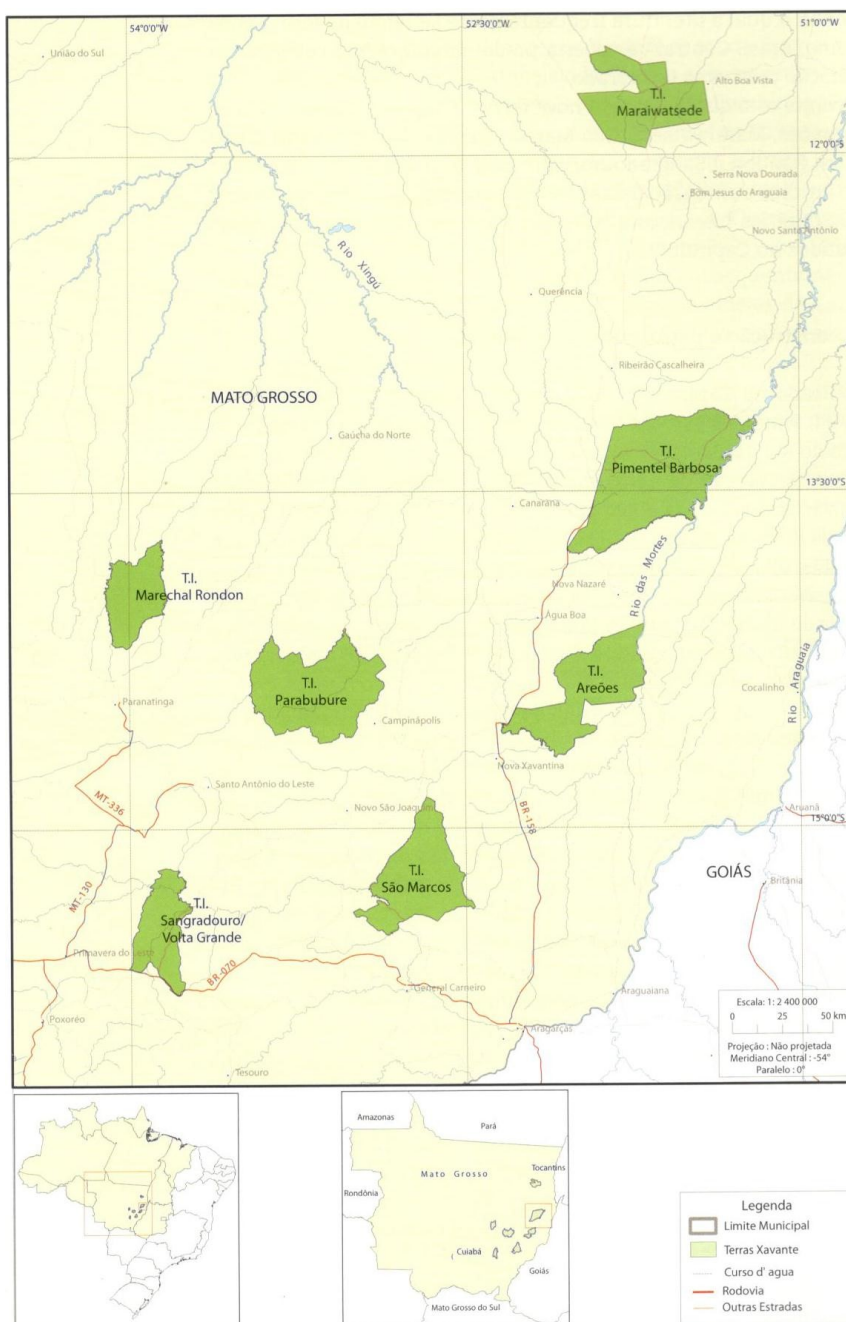 54°0'0"W
52°30'0"W
51°0'0"W
União do Sul
T.I.
Maraiwatsede
Alto Boa Vista
12°0'0"S
Serra Nova Dourada
Bom Jesus do Araguaia
Novo Santo Antônio
Rio Xingú
Querência
Ribeirão Cascalheira
MATO GROSSO
Gaúcha do Norte
T.I.
Pimentel Barbosa
13°30'0"S
Canarana
Rio das Mortes
T.I.
Marechal Rondon
Nova Nazaré
Água Boa
T.I.
Parabubure
T.I.
Areões
Cocalinho
Rio Araguaia
Paranatinga
Campinápolis
Nova Xavantina
Santo Antônio do Leste
MT-336
Novo São Joaquim
BR-158
Aruanã
15°0'0"S
T.I.
São Marcos
GOIÁS
Britânia
MT-130
T.I.
Sangradouro/
Volta Grande
Primavera do Leste
BR-070
General Carneiro
Araguaiana
Poxoréo
Aragarças
Tesouro
Escala: 1: 2 400 000
0 25 50 km
Projeção : Não projetada
Meridiano Central : -54°
Paralelo : 0°
Amazonas
Pará
Mato Grosso
Tocantins
Rondônia
Cuiabá
Goiás
Mato Grosso do Sul
Legenda
Limite Municipal
Terras Xavante
Curso d' agua
Rodovia
Outras Estradas